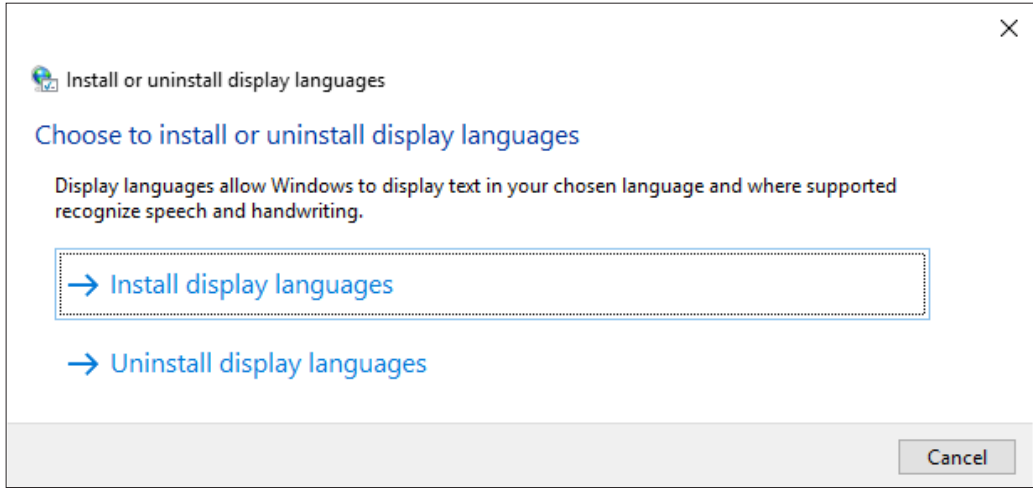 Install or uninstall display languages
Choose to install or uninstall display languages
Display languages allow Windows to display text in your chosen language and where supported
recognize speech and handwriting.
Install display languages
Uninstall display languages
Cancel